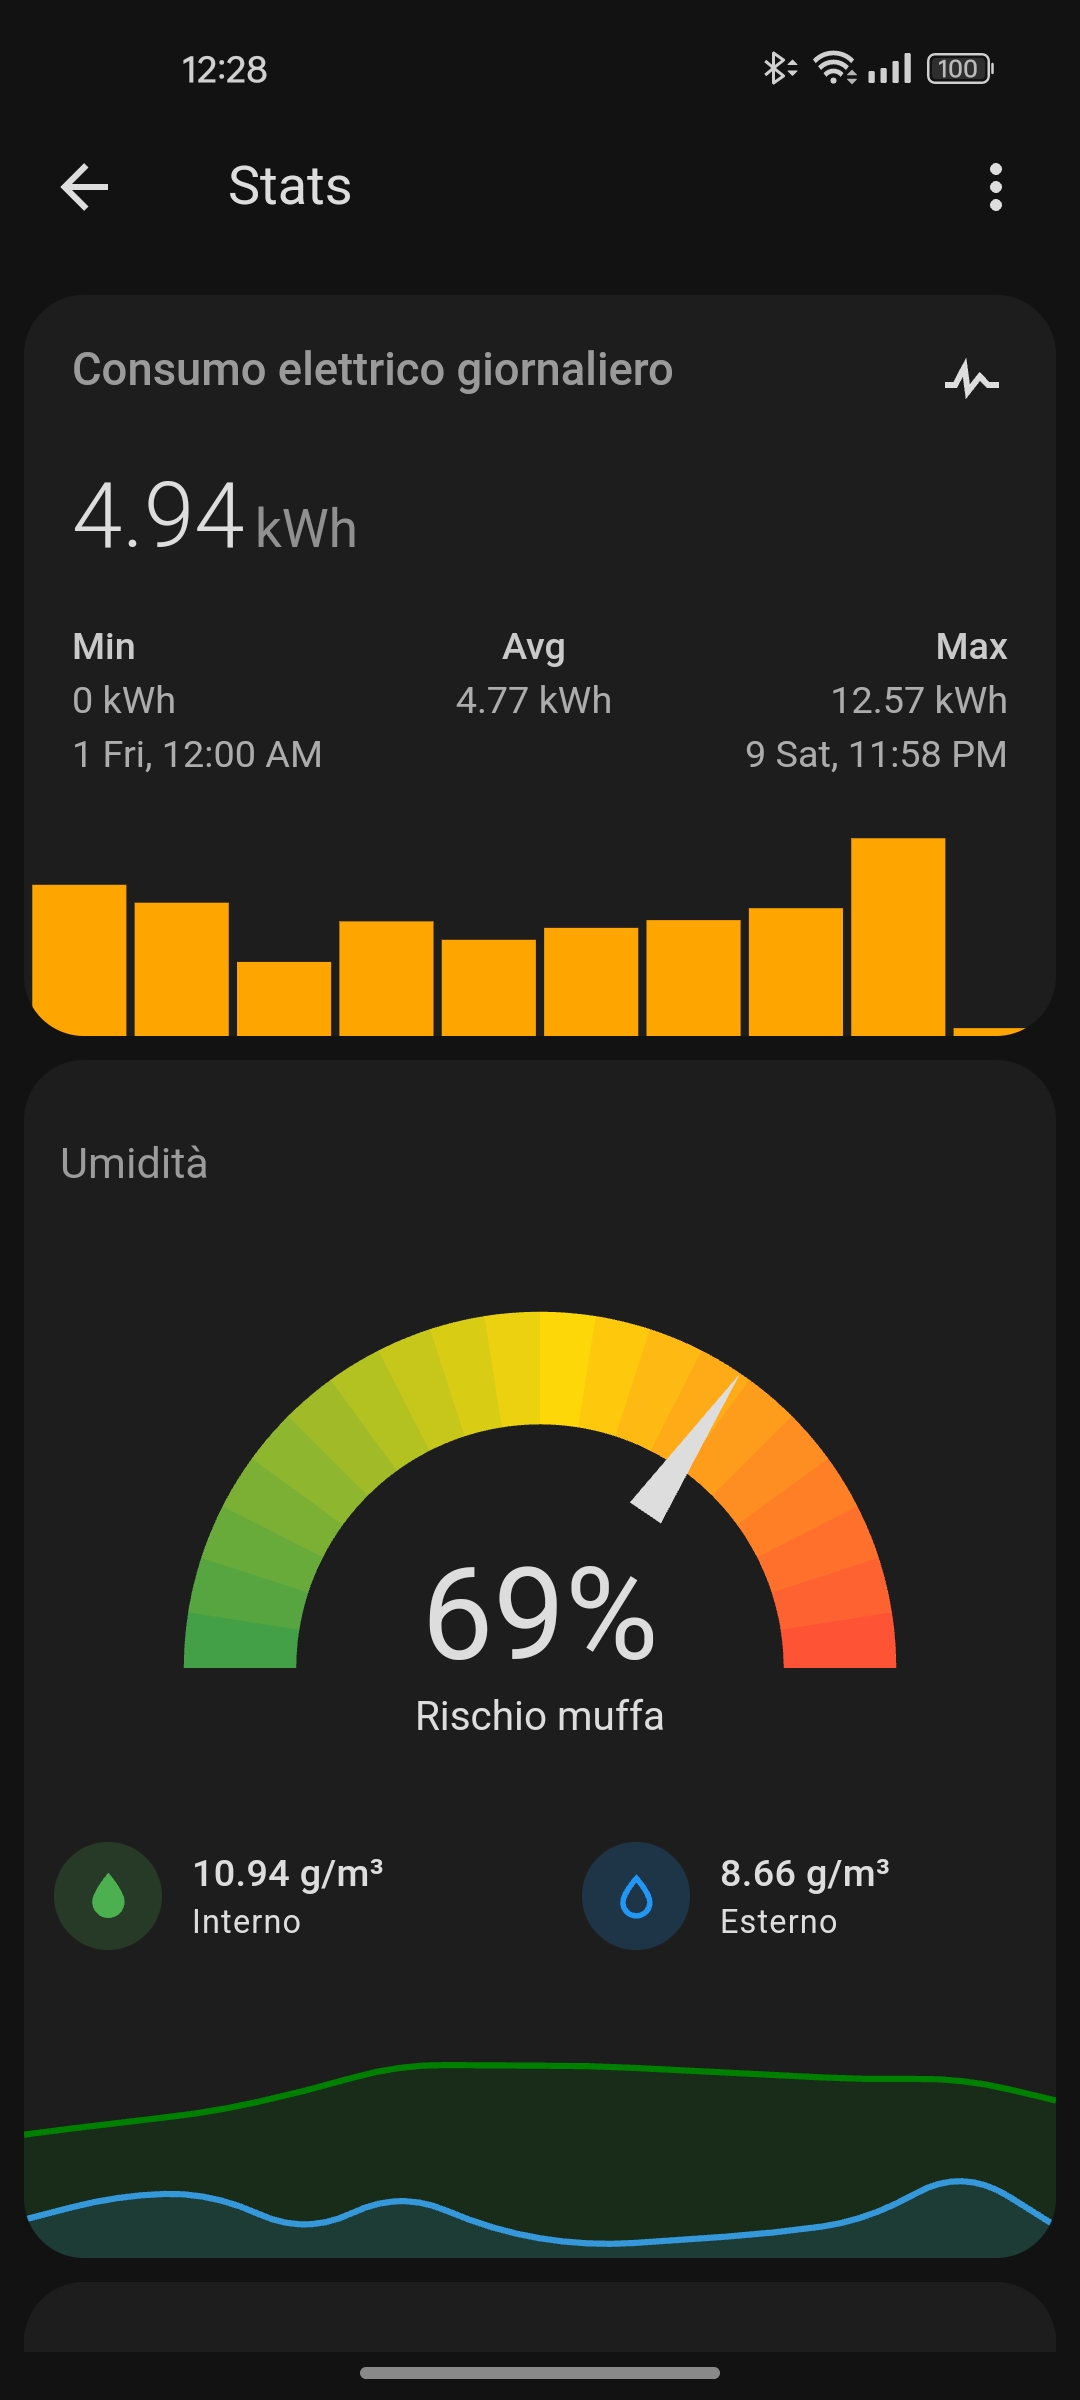 12:28
100
Stats
Consumo elettrico giornaliero
4.94 kWh
Min Avg Max
0 kWh 4.77 kWh 12.57 kWh
1 Fri, 12:00 AM 9 Sat, 11:58 PM
Umidità
69%
Rischio muffa
10.94 g/m³ 8.66 g/m³
Interno Esterno